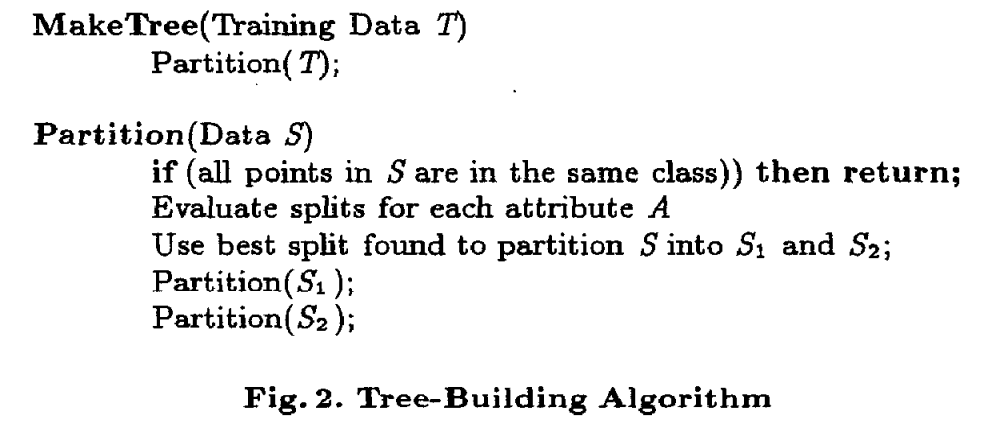 MakeTree(Training Data T)
Partition(T);
Partition(Data S)
if (all points in S are in the same class)) then return;
Evaluate splits for each attribute A
Use best split found to partition S into S₁ and S₂;
Partition(S₁);
Partition(S₂);
Fig. 2. Tree-Building Algorithm